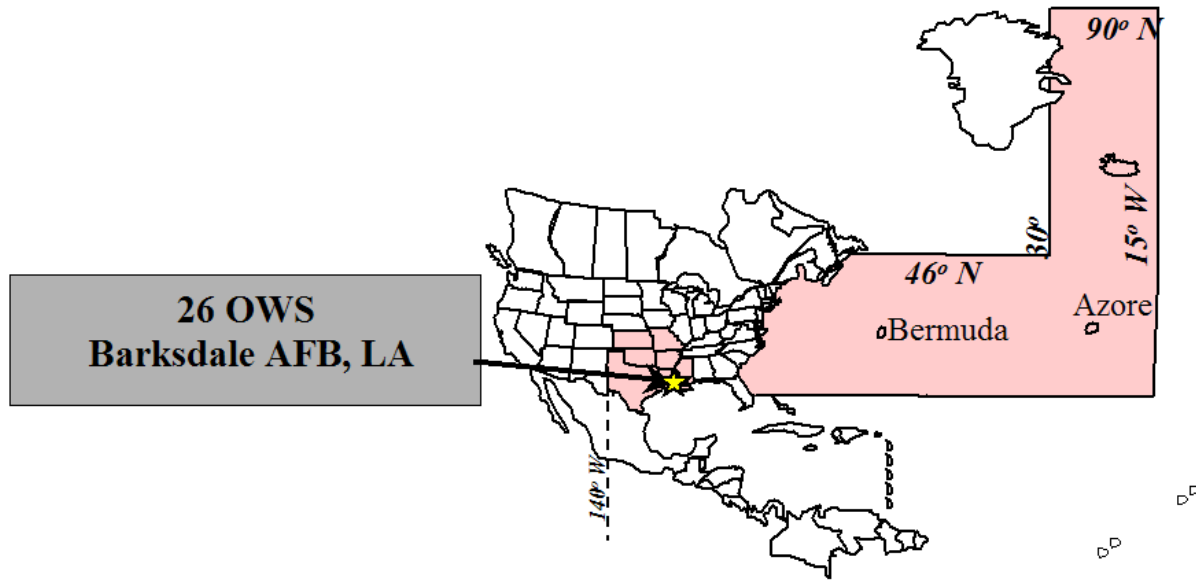 90º N
30º
15º W
46º N
26 OWS
Barksdale AFB, LA
Azore
Bermuda
140º W